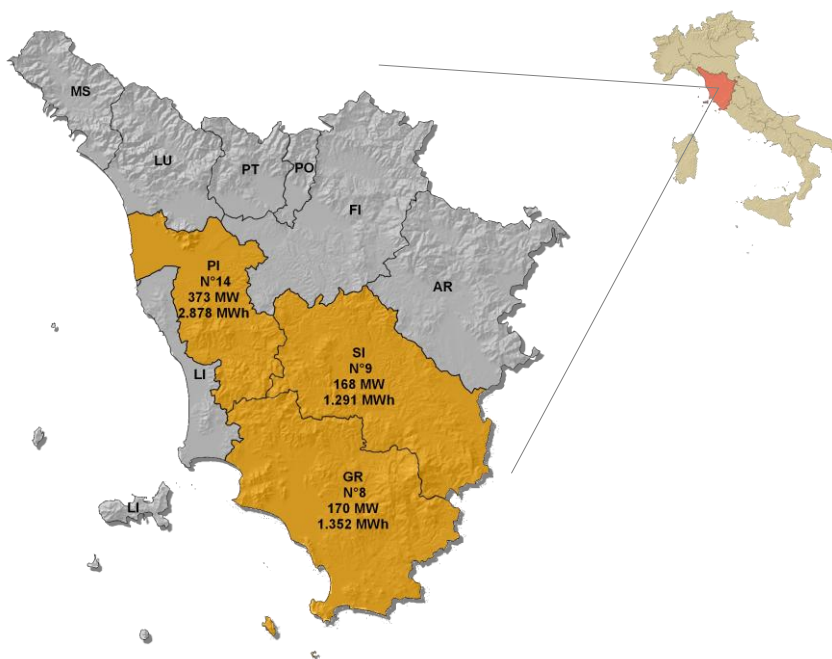 MS
LU
PT
PO
FI
PI
N°14
373 MW
2.878 MWh
AR
LI
SI
N°9
168 MW
1.291 MWh
GR
N°8
170 MW
1.352 MWh
LI